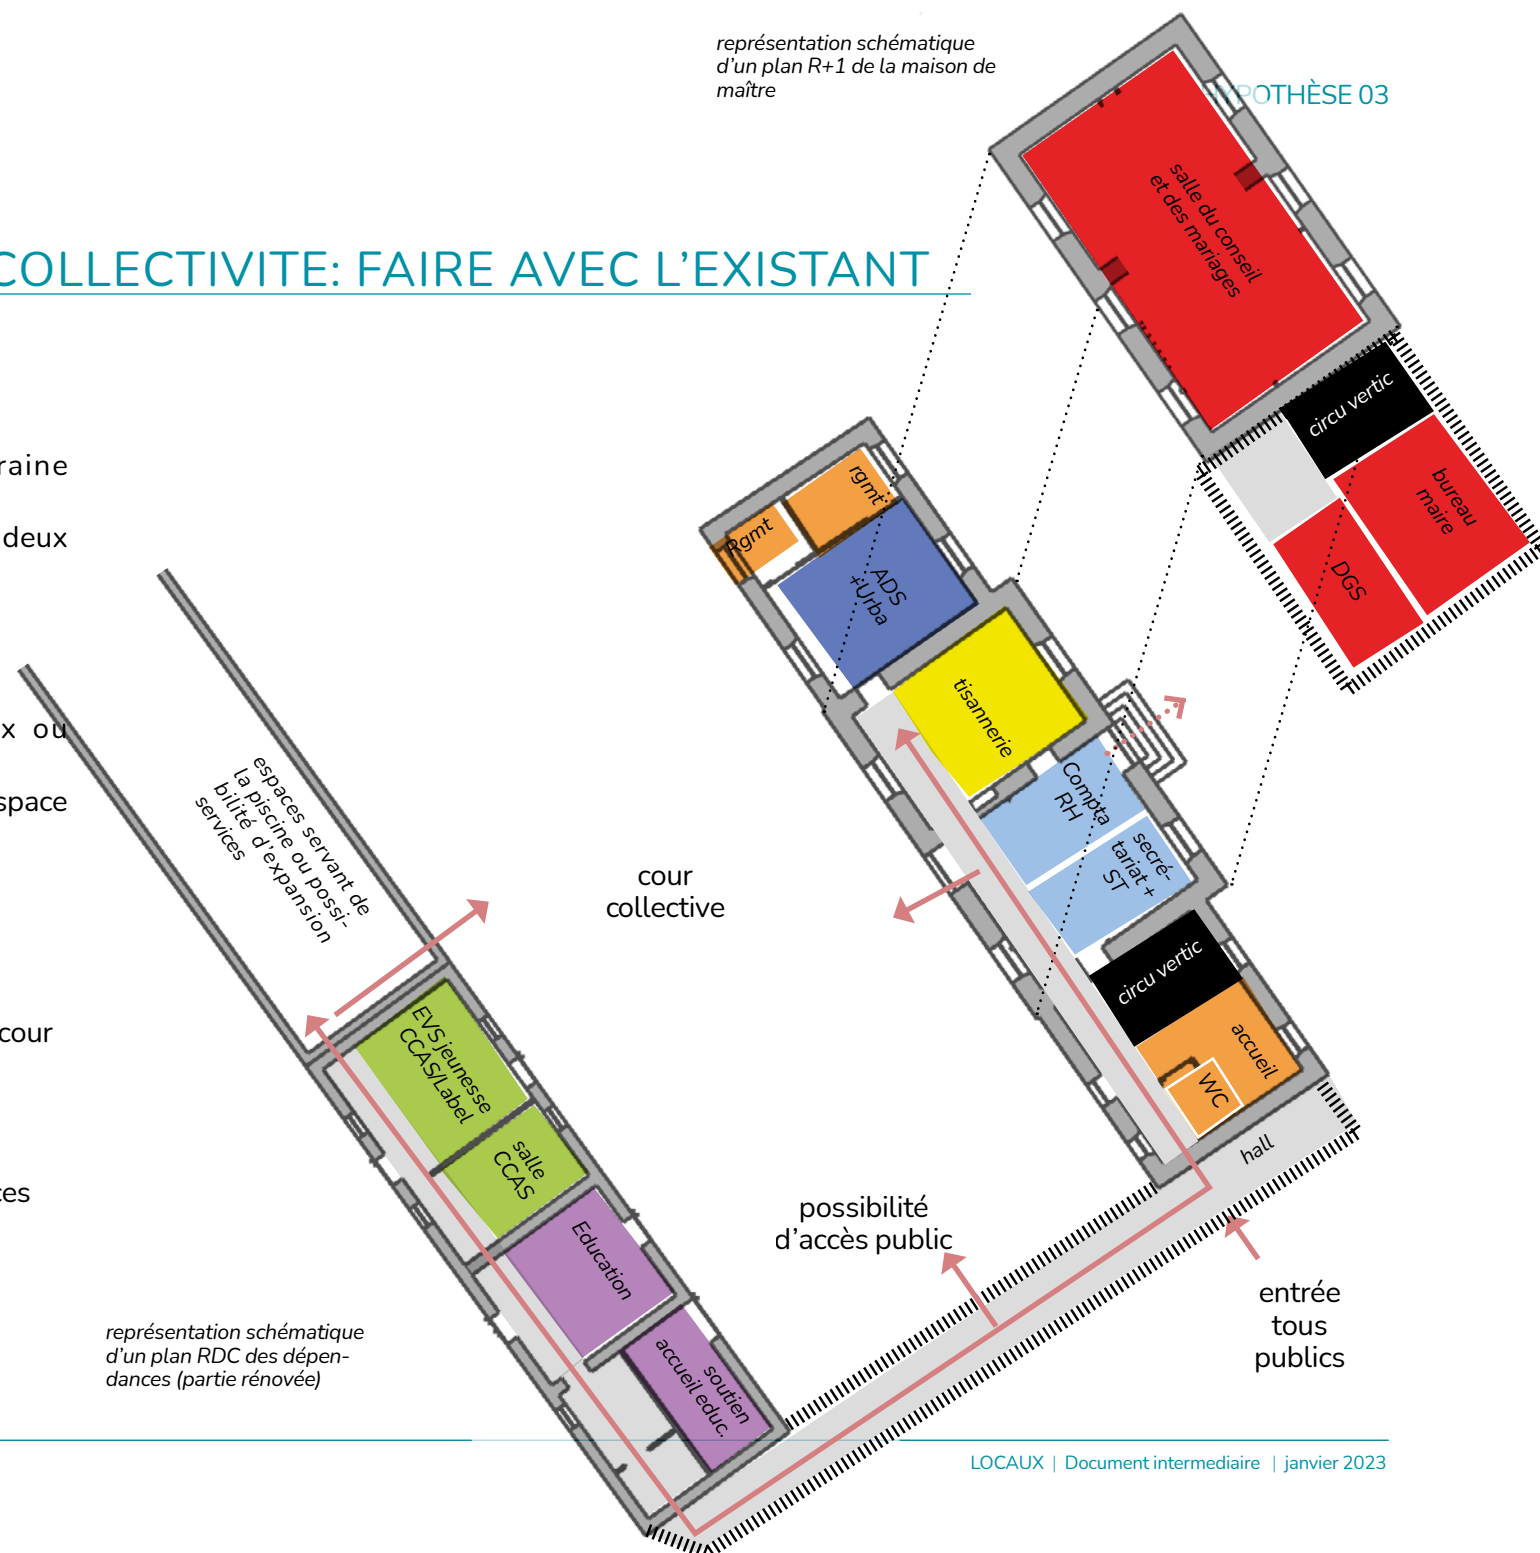 représentation schématique
d'un plan R+1 de la maison de
maître
HYPOTHÈSE 03
COLLECTIVITE: FAIRE AVEC L'EXISTANT
raine
deux
x ou
space
cour
ces
salle du conseil
et des mariages
circu vertic
bureau
maire
DGS
rgmt
Rgmt
ADS
+Urba
tisannerie
Compta
RH
secré-
tariat +
ST
circu vertic
accueil
WC
hall
espaces servant de
la piscine ou possi-
bilité d'expansion
services
cour
collective
EVS jeunesse
CCAS/Label
salle
CCAS
Education
soutien
accueil educ.
possibilité
d'accès public
entrée
tous
publics
représentation schématique
d'un plan RDC des dépen-
dances (partie rénovée)
LOCAUX | Document intermediaire | janvier 2023